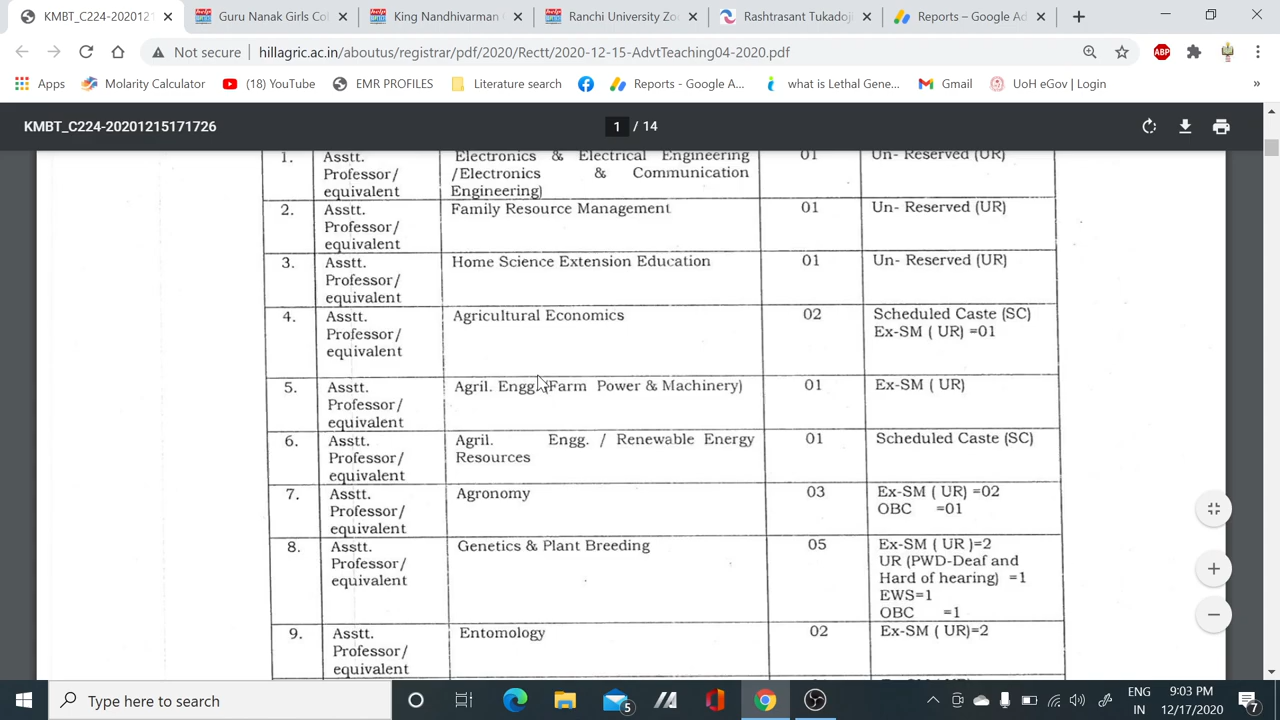 KMBT_C224-2020121
Guru Nanak Girls Col
King Nandhivarman
Ranchi University Zo
Rashtrasant Tukadoji
Reports – Google Ad
Not secure hillagric.ac.in/aboutus/registrar/pdf/2020/Rectt/2020-12-15-AdvtTeaching04-2020.pdf
ABP
Apps
Molarity Calculator
(18) YouTube
EMR PROFILES
Literature search
Reports - Google A...
what is Lethal Gene...
Gmail
UoH eGov | Login
»
KMBT_C224-20201215171726
1 / 14
1. Asstt. Electronics & Electrical Engineering 01 Un- Reserved (UR)
Professor/ /Electronics & Communication
equivalent Engineering)
2. Asstt. Family Resource Management 01 Un- Reserved (UR)
Professor/
equivalent
3. Asstt. Home Science Extension Education 01 Un- Reserved (UR)
Professor/
equivalent
4. Asstt. Agricultural Economics 02 Scheduled Caste (SC)
Professor/ Ex-SM ( UR) =01
equivalent
5. Asstt. Agril. Engg. (Farm Power & Machinery) 01 Ex-SM ( UR)
Professor/
equivalent
6. Asstt. Agril. Engg. / Renewable Energy 01 Scheduled Caste (SC)
Professor/ Resources
equivalent
7. Asstt. Agronomy 03 Ex-SM ( UR) =02
Professor/ OBC =01
equivalent
8. Asstt. Genetics & Plant Breeding 05 Ex-SM ( UR )=2
Professor/ UR (PWD-Deaf and
equivalent Hard of hearing) =1
EWS=1
OBC =1
9. Asstt. Entomology 02 Ex-SM ( UR)=2
Professor/
equivalent
Type here to search
5
ENG
IN
9:03 PM
12/17/2020
7